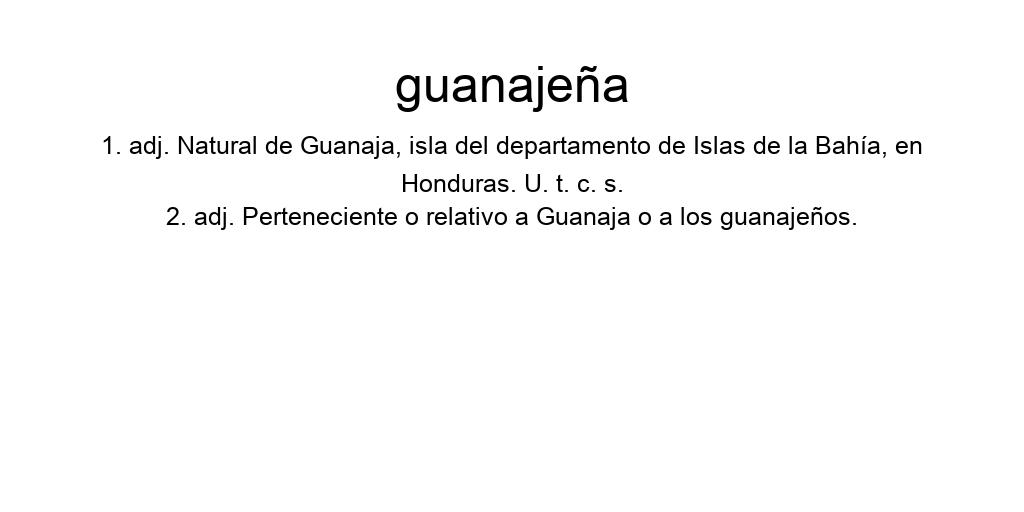 guanajeña
1. adj. Natural de Guanaja, isla del departamento de Islas de la Bahía, en
Honduras. U. t. c. s.
2. adj. Perteneciente o relativo a Guanaja o a los guanajeños.